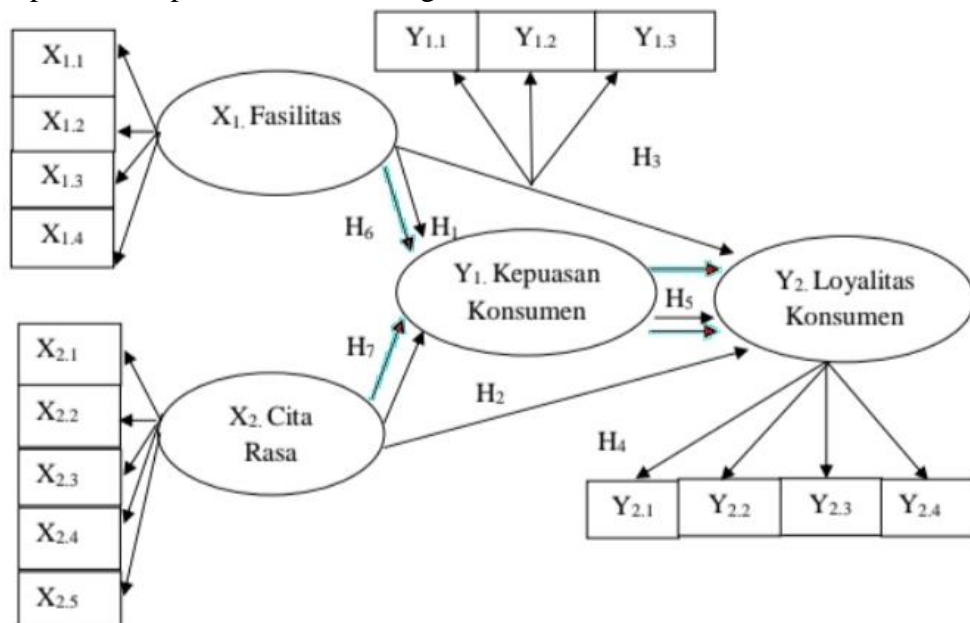 X1.1
X1.2
X1.3
X1.4
X1. Fasilitas
Y1.1
Y1.2
Y1.3
H3
H6
H1
Y1. Kepuasan
Konsumen
H5
Y2. Loyalitas
Konsumen
X2.1
X2.2
X2.3
X2.4
X2.5
H7
X2. Cita
Rasa
H2
H4
Y2.1
Y2.2
Y2.3
Y2.4